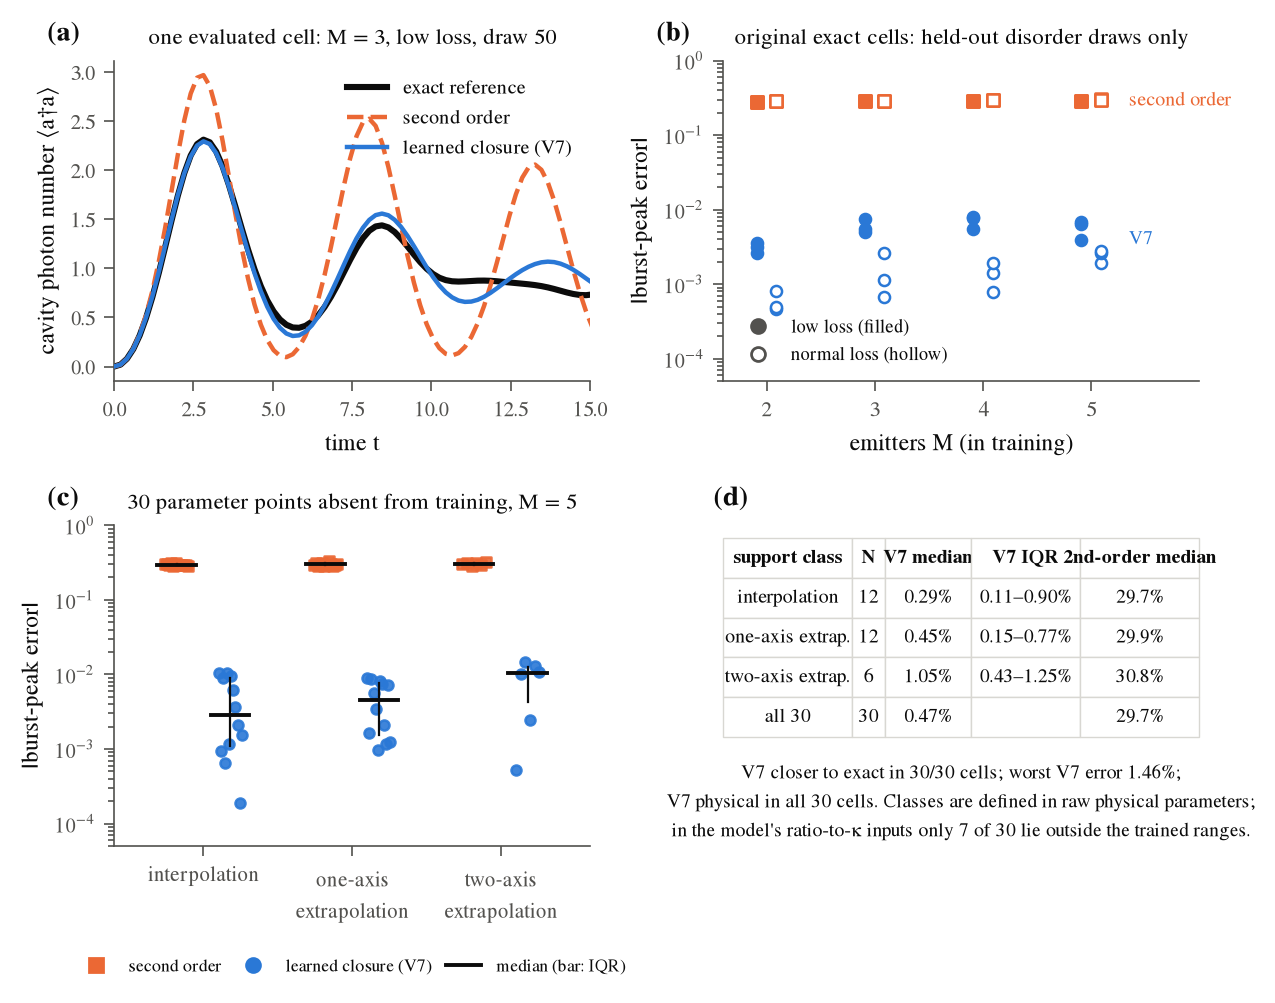 (a)
one evaluated cell: M = 3, low loss, draw 50
cavity photon number ⟨a†a⟩
3.0
2.5
2.0
1.5
1.0
0.5
0.0
exact reference
second order
learned closure (V7)
0.0 2.5 5.0 7.5 10.0 12.5 15.0
time t
(b)
original exact cells: held-out disorder draws only
|burst-peak error|
10⁰
10⁻¹
10⁻²
10⁻³
10⁻⁴
second order
V7
low loss (filled)
normal loss (hollow)
2 3 4 5
emitters M (in training)
(c)
30 parameter points absent from training, M = 5
|burst-peak error|
10⁰
10⁻¹
10⁻²
10⁻³
10⁻⁴
interpolation
one-axis
extrapolation
two-axis
extrapolation
second order learned closure (V7) median (bar: IQR)
(d)
support class N V7 median V7 IQR 2nd-order median
interpolation 12 0.29% 0.11–0.90% 29.7%
one-axis extrap. 12 0.45% 0.15–0.77% 29.9%
two-axis extrap. 6 1.05% 0.43–1.25% 30.8%
all 30 30 0.47% 29.7%
V7 closer to exact in 30/30 cells; worst V7 error 1.46%;
V7 physical in all 30 cells. Classes are defined in raw physical parameters;
in the model's ratio-to-κ inputs only 7 of 30 lie outside the trained ranges.